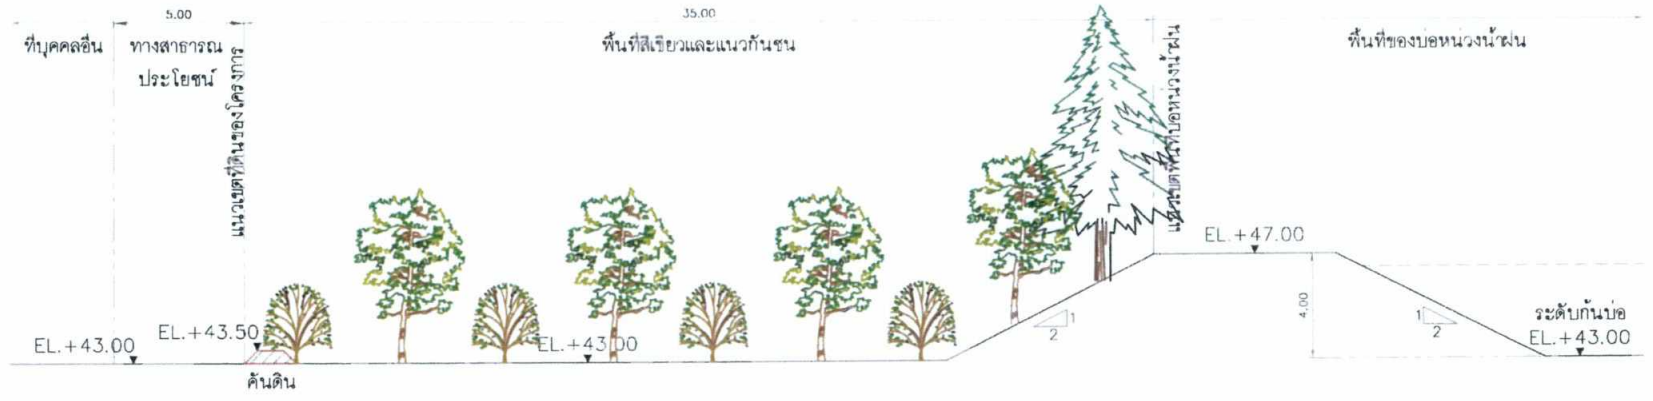 5.00
35.00
ที่บุคคลอื่น
ทางสาธารณ
ประโยชน์
แนวเขตที่ดินของโครงการ
พื้นที่สีเขียวและแนวกันชน
แนวเขตพื้นที่บ่อหน่วงน้ำฝน
พื้นที่ของบ่อหน่วงน้ำฝน
EL.+47.00
4.00
1
2
1
2
ระดับก้นบ่อ
EL.+43.00
EL.+43.00
EL.+43.50
EL.+43.00
คันดิน